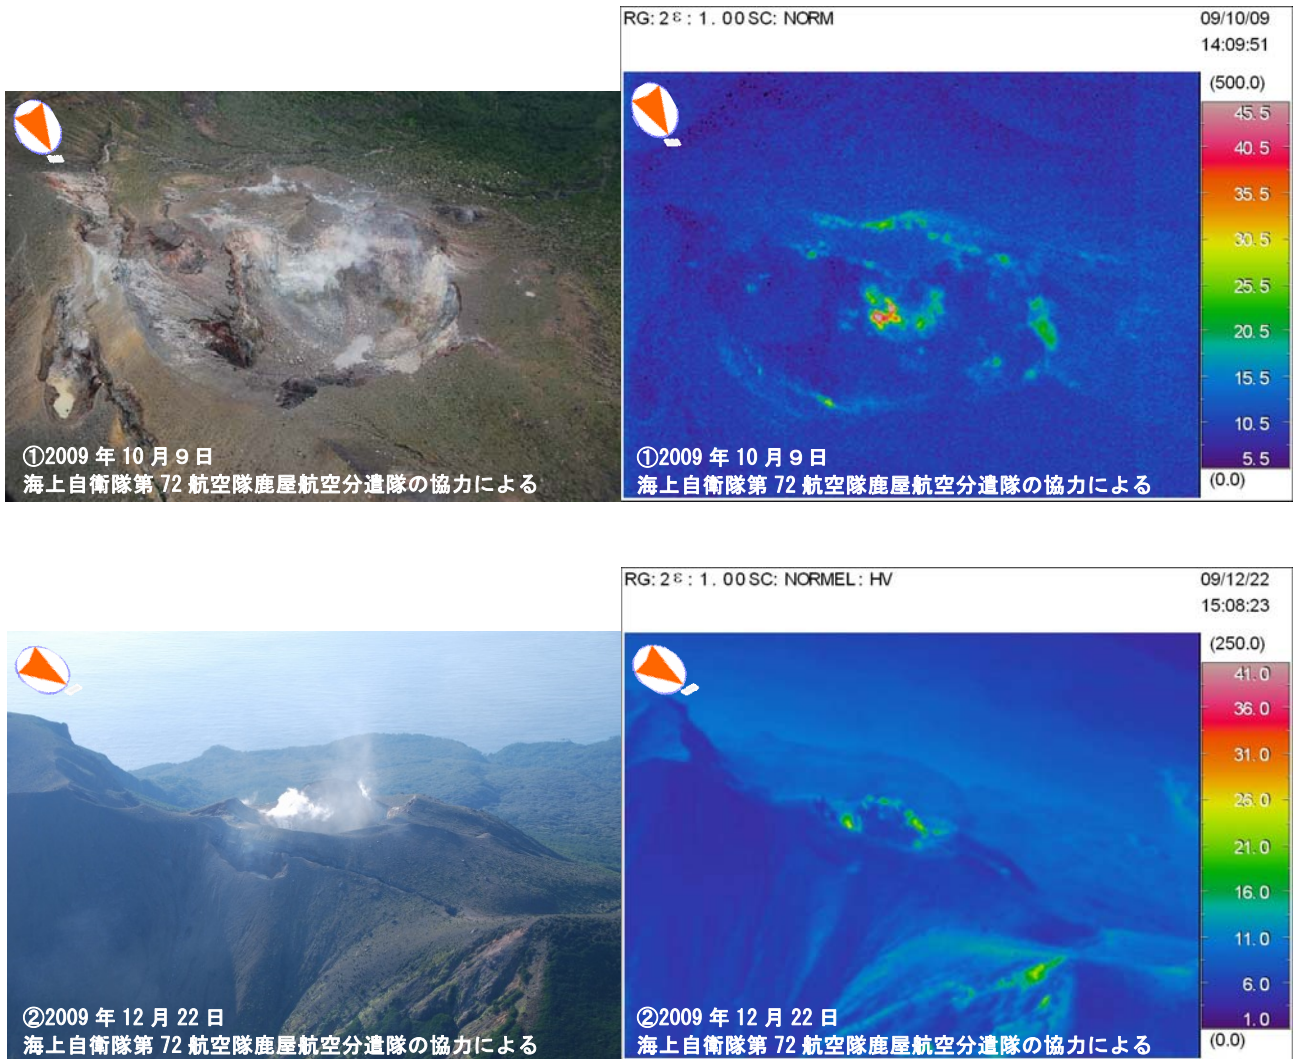 RG: 2 ε : 1. 00 SC: NORM
09/10/09
14:09:51
(500.0)
45.5
40.5
35.5
30.5
25.5
20.5
15.5
10.5
5.5
(0.0)
①2009 年 10 月 9 日
海上自衛隊第 72 航空隊鹿屋航空分遣隊の協力による
①2009 年 10 月 9 日
海上自衛隊第 72 航空隊鹿屋航空分遣隊の協力による
RG: 2 ε : 1. 00 SC: NORMEL: HV
09/12/22
15:08:23
(250.0)
41.0
36.0
31.0
26.0
21.0
16.0
11.0
6.0
1.0
(0.0)
②2009 年 12 月 22 日
海上自衛隊第 72 航空隊鹿屋航空分遣隊の協力による
②2009 年 12 月 22 日
海上自衛隊第 72 航空隊鹿屋航空分遣隊の協力による